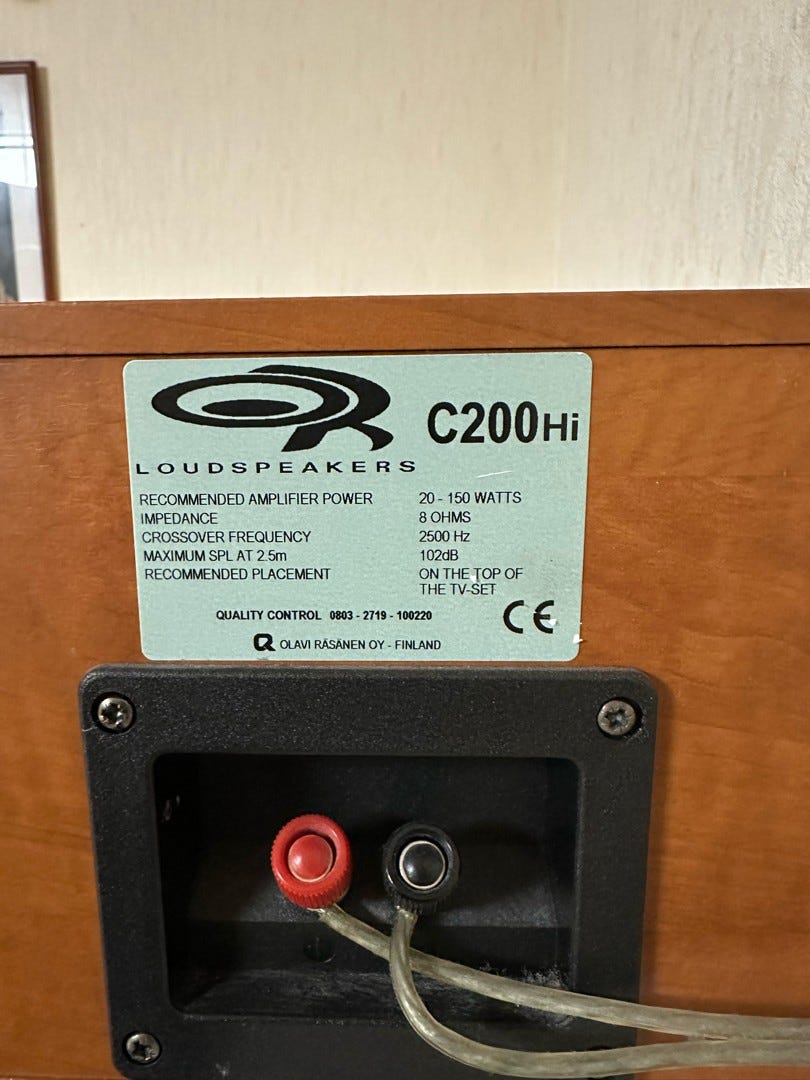 OR
C200Hi
LOUDSPEAKERS
RECOMMENDED AMPLIFIER POWER 20 - 150 WATTS
IMPEDANCE 8 OHMS
CROSSOVER FREQUENCY 2500 Hz
MAXIMUM SPL AT 2.5m 102dB
RECOMMENDED PLACEMENT ON THE TOP OF
THE TV-SET
QUALITY CONTROL 0803 - 2719 - 100220
CE
OLAVI RÄSÄNEN OY - FINLAND